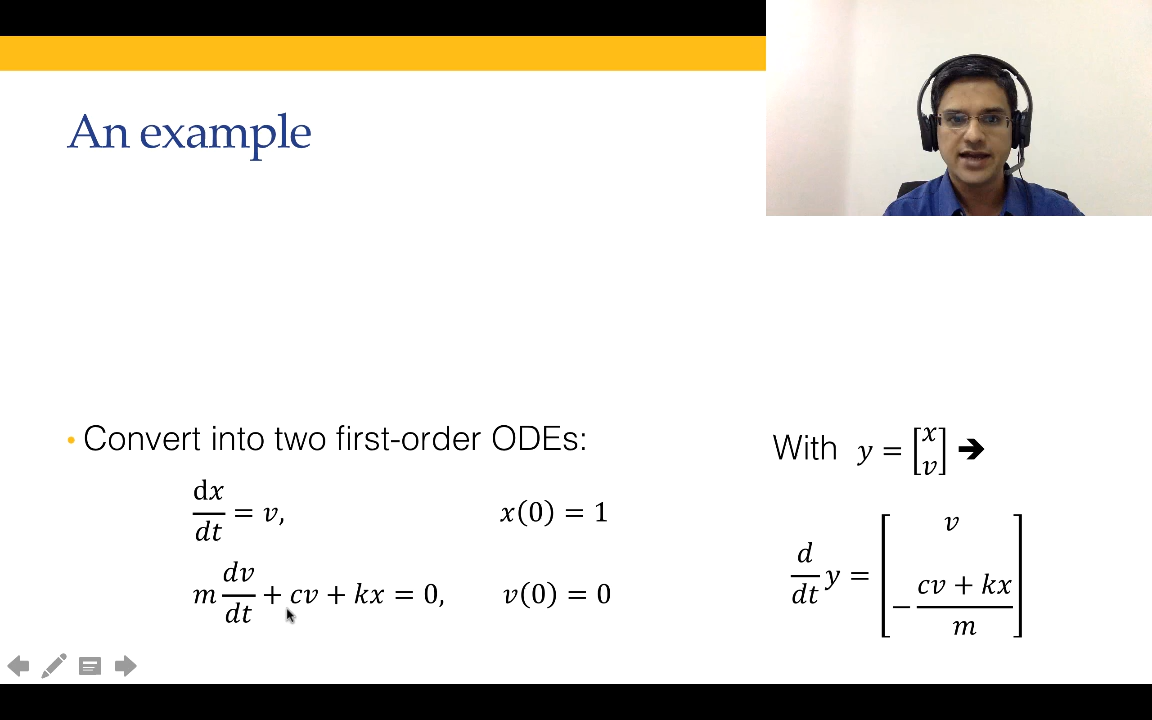 An example
• Convert into two first-order ODEs:
dx/dt = v, x(0) = 1
m dv/dt + cv + kx = 0, v(0) = 0
With y = [x v] ➔
d/dt y = [v −(cv + kx)/m]